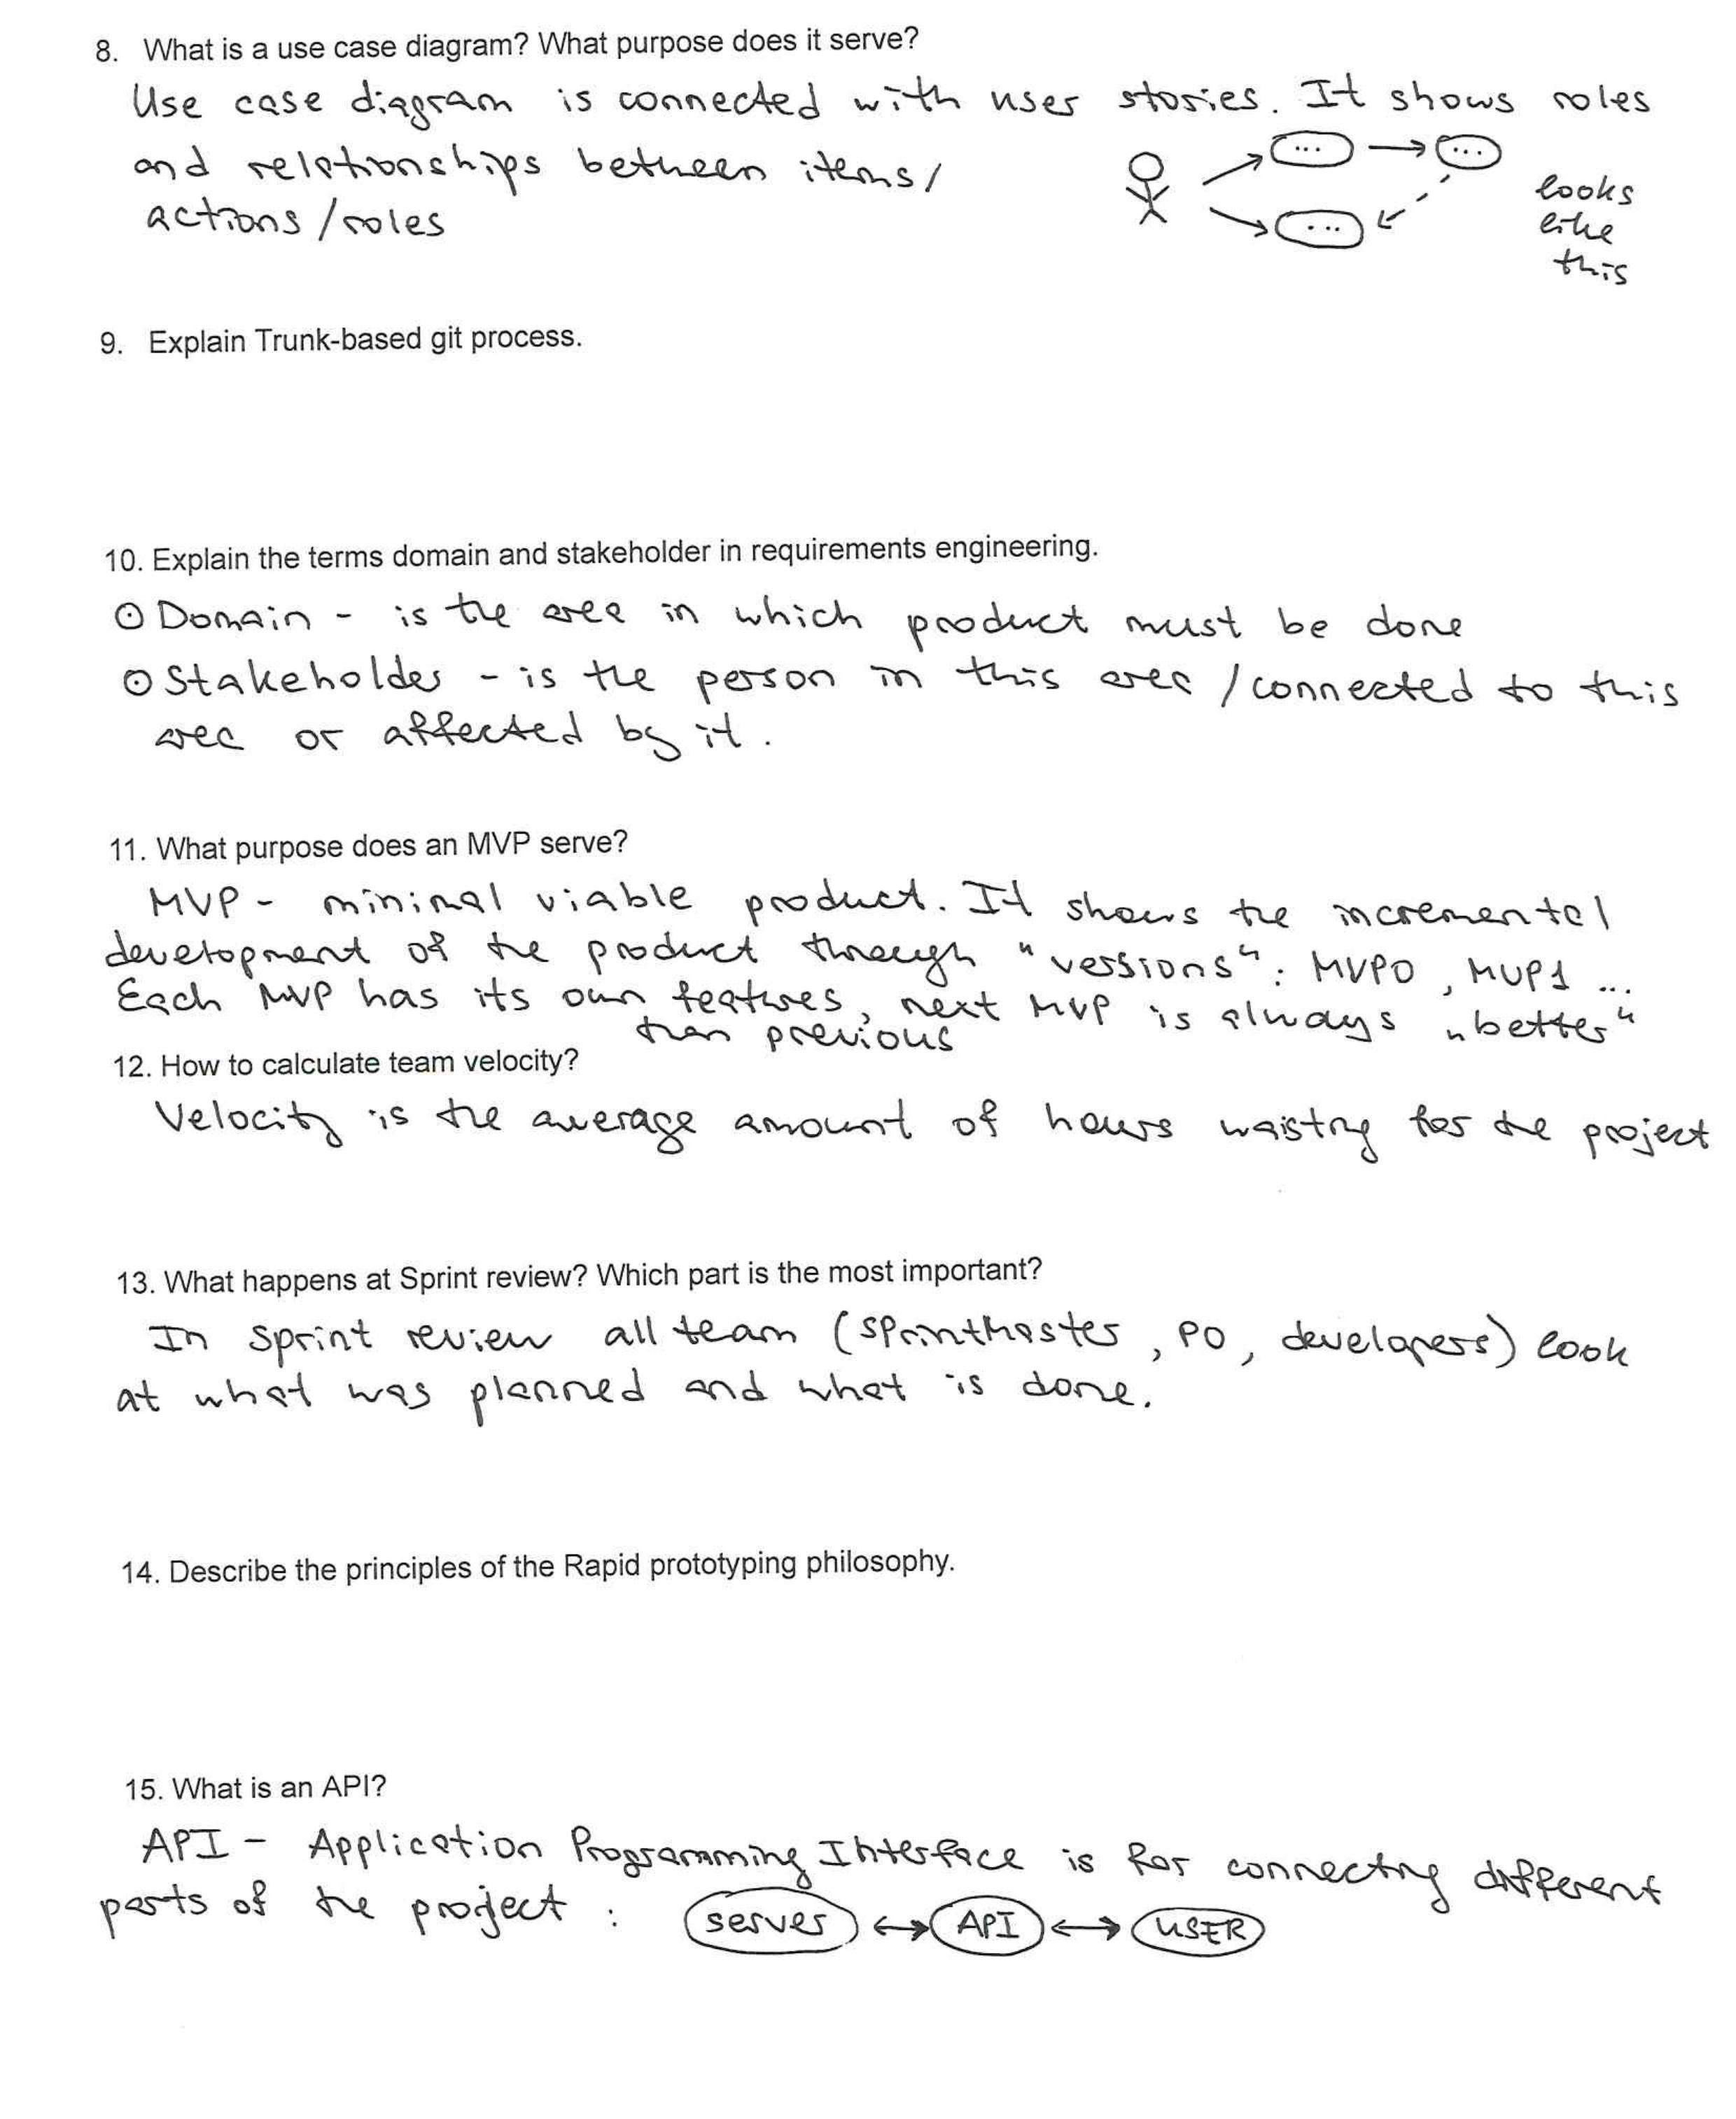 8. What is a use case diagram? What purpose does it serve?
Use case diagram is connected with user stories. It shows roles
and relationships between items/
actions/roles
... ...
...
looks
like
this
9. Explain Trunk-based git process.
10. Explain the terms domain and stakeholder in requirements engineering.
⊙ Domain - is the area in which product must be done
⊙ Stakeholder - is the person in this area / connected to this
area or affected by it.
11. What purpose does an MVP serve?
MVP - minimal viable product. It shows the incremental
development of the product through "versions": MVP0, MVP1 ...
Each MVP has its own features, next MVP is always „better“
than previous
12. How to calculate team velocity?
Velocity is the average amount of hours waisting for the project
13. What happens at Sprint review? Which part is the most important?
In sprint review all team (sprintmaster, PO, developers) look
at what was planned and what is done.
14. Describe the principles of the Rapid prototyping philosophy.
15. What is an API?
API - Application Programming Interface is for connecting different
parts of the project : server ↔ API ↔ USER